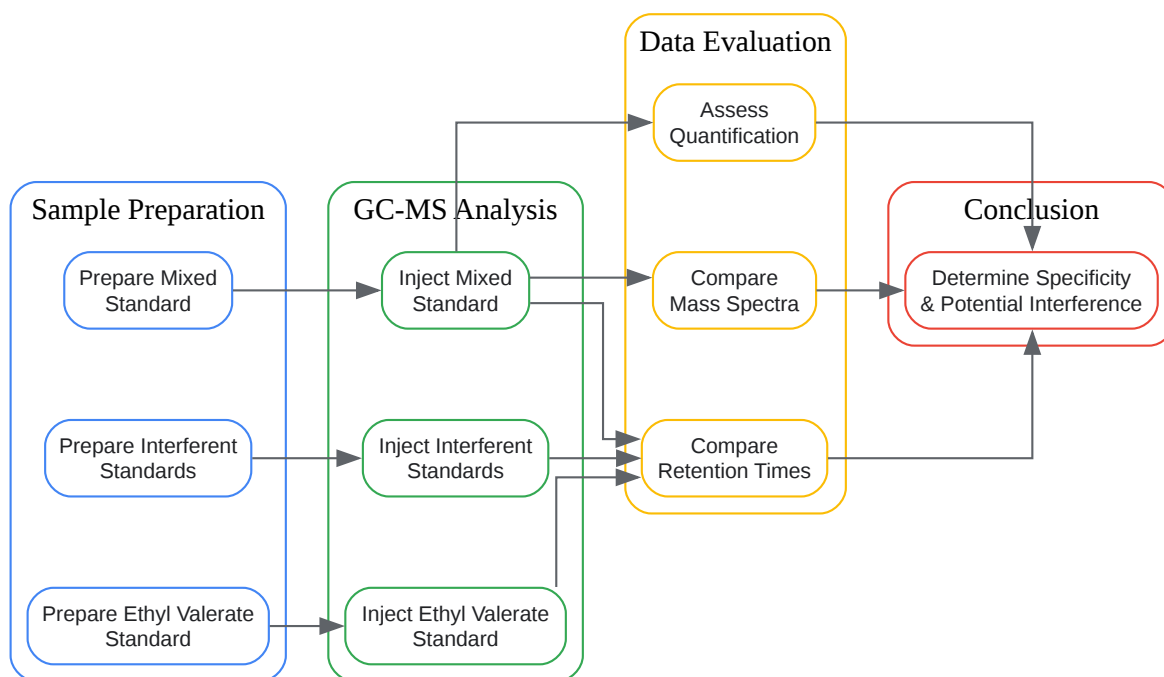 Sample Preparation
Prepare Mixed
Standard
Prepare Interferent
Standards
Prepare Ethyl Valerate
Standard
GC-MS Analysis
Inject Mixed
Standard
Inject Interferent
Standards
Inject Ethyl Valerate
Standard
Data Evaluation
Assess
Quantification
Compare
Mass Spectra
Compare
Retention Times
Conclusion
Determine Specificity
& Potential Interference